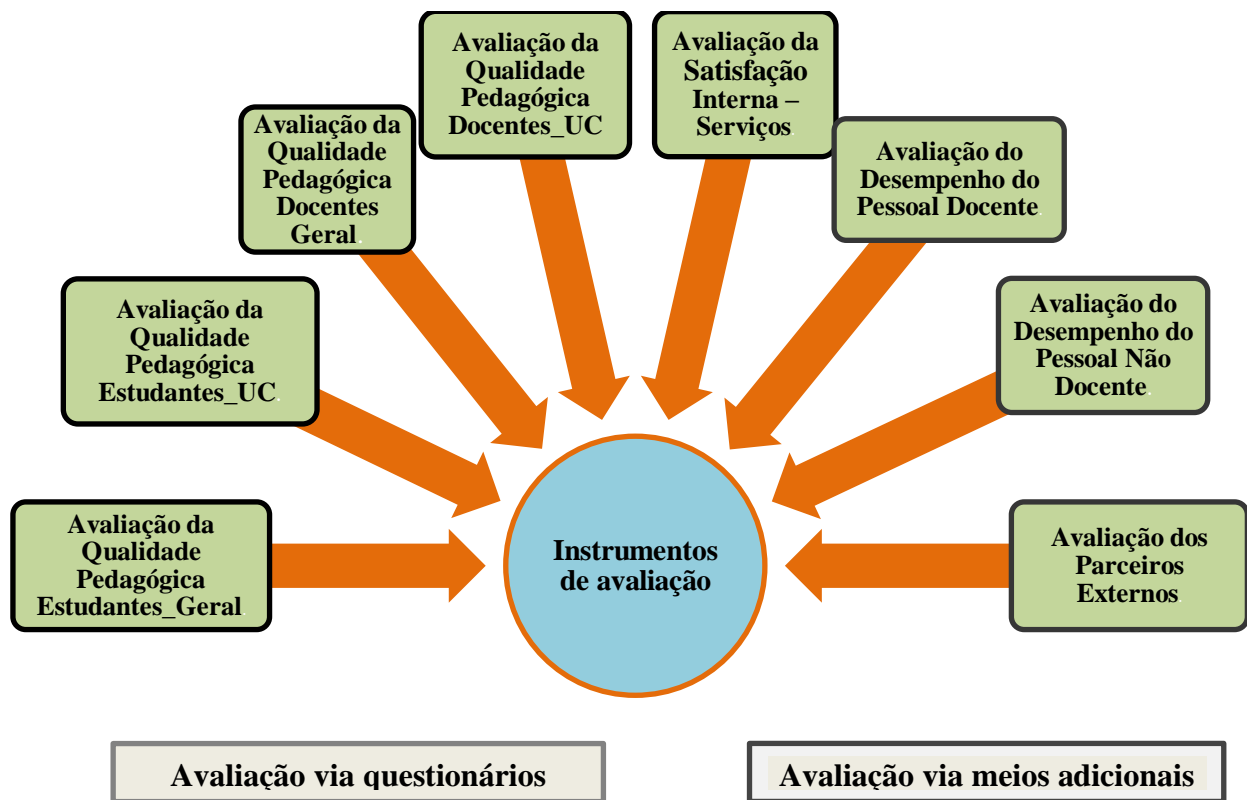 Avaliação da
Qualidade
Pedagógica
Docentes_UC
Avaliação da
Satisfação
Interna –
Serviços.
Avaliação da
Qualidade
Pedagógica
Docentes
Geral.
Avaliação do
Desempenho do
Pessoal Docente.
Avaliação da
Qualidade
Pedagógica
Estudantes_UC.
Avaliação do
Desempenho do
Pessoal Não
Docente.
Avaliação da
Qualidade
Pedagógica
Estudantes_Geral.
Instrumentos
de avaliação
Avaliação dos
Parceiros
Externos.
Avaliação via questionários
Avaliação via meios adicionais